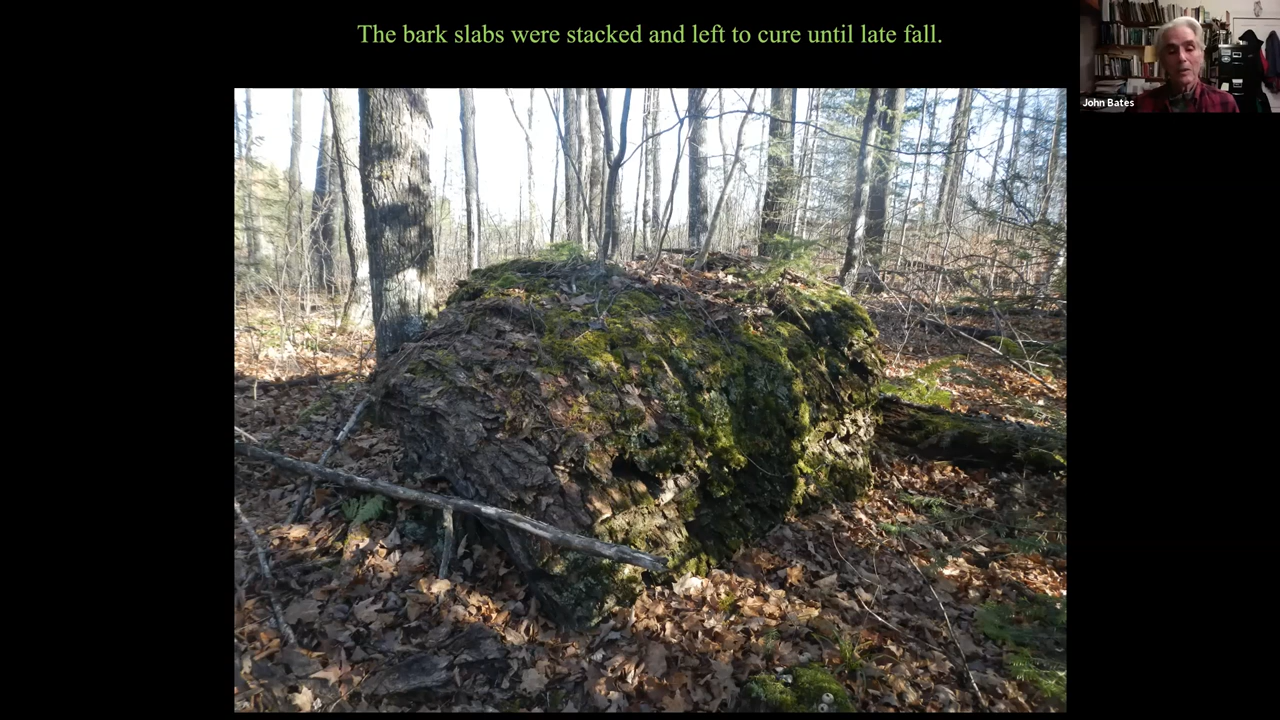 The bark slabs were stacked and left to cure until late fall.
John Bates